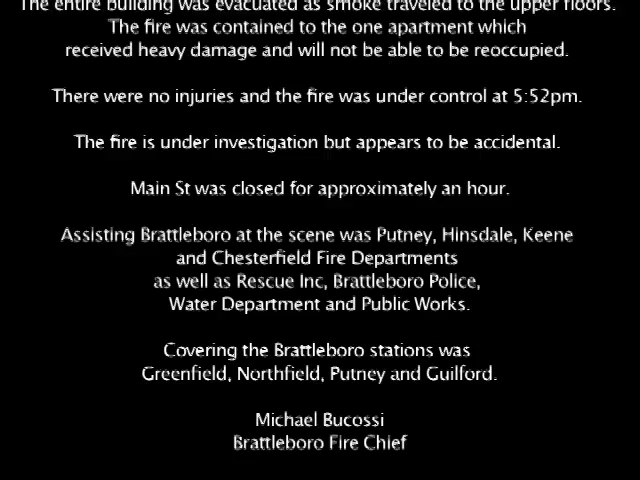 The entire building was evacuated as smoke traveled to the upper floors.
The fire was contained to the one apartment which
received heavy damage and will not be able to be reoccupied.
There were no injuries and the fire was under control at 5:52pm.
The fire is under investigation but appears to be accidental.
Main St was closed for approximately an hour.
Assisting Brattleboro at the scene was Putney, Hinsdale, Keene
and Chesterfield Fire Departments
as well as Rescue Inc, Brattleboro Police,
Water Department and Public Works.
Covering the Brattleboro stations was
Greenfield, Northfield, Putney and Guilford.
Michael Bucossi
Brattleboro Fire Chief